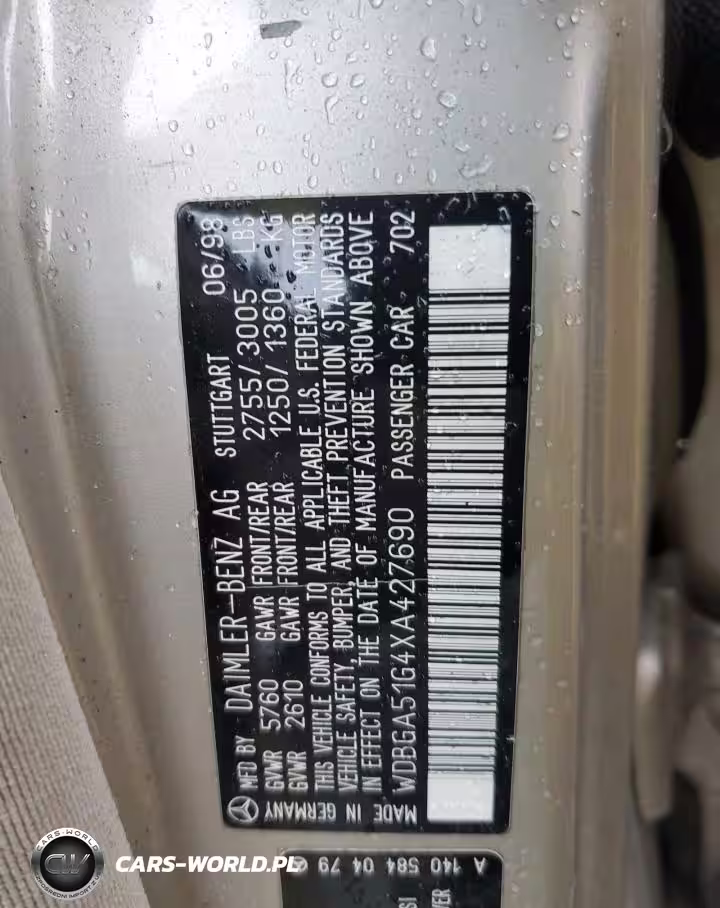 MFD BY DAIMLER-BENZ AG STUTTGART 06/98
GVWR 5760 GAWR FRONT/REAR 2755/3005 LBS
GVWR 2610 GAWR FRONT/REAR 1250/1360 KG
THIS VEHICLE CONFORMS TO ALL APPLICABLE U.S. FEDERAL MOTOR
VEHICLE SAFETY, BUMPER, AND THEFT PREVENTION STANDARDS
IN EFFECT ON THE DATE OF MANUFACTURE SHOWN ABOVE
MADE IN GERMANY
WDBGA51G4XA427690 PASSENGER CAR 702
A 140 584 04 79
CARS-WORLD
CW
CARS-WORLD.PL